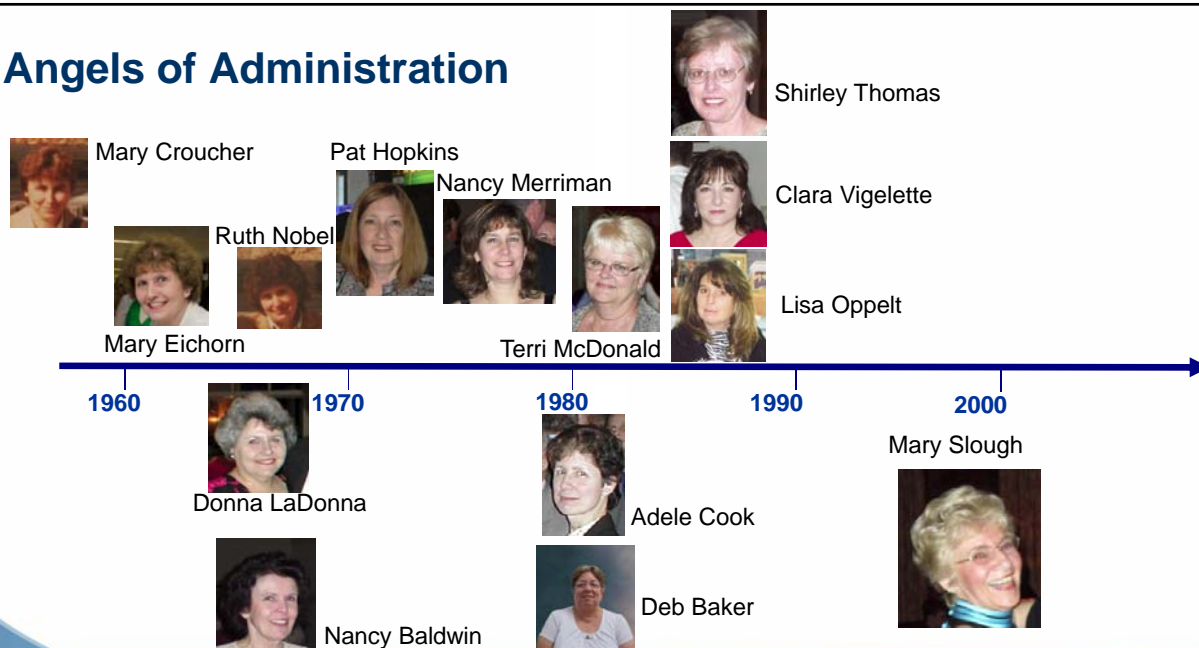 Angels of Administration
Shirley Thomas
Mary Croucher
Pat Hopkins
Nancy Merriman
Clara Vigelette
Ruth Nobel
Lisa Oppelt
Mary Eichorn
Terri McDonald
1960
1970
1980
1990
2000
Mary Slough
Donna LaDonna
Adele Cook
Deb Baker
Nancy Baldwin